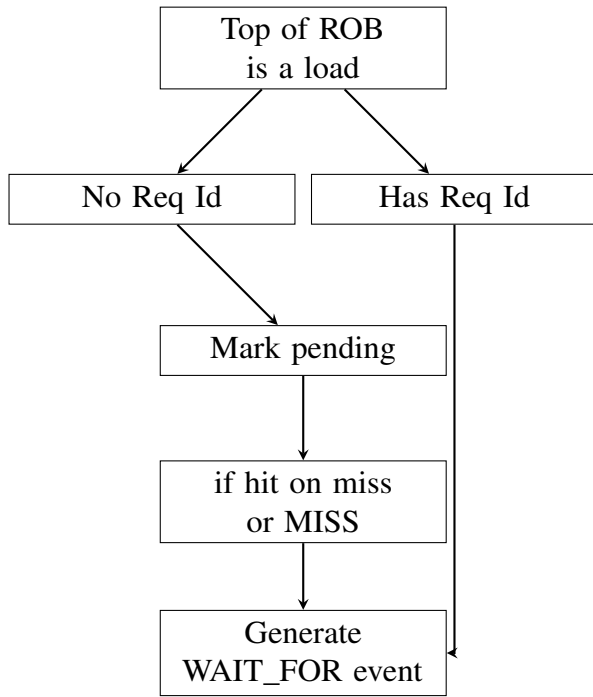 Top of ROB
is a load
No Req Id
Has Req Id
Mark pending
if hit on miss
or MISS
Generate
WAIT_FOR event